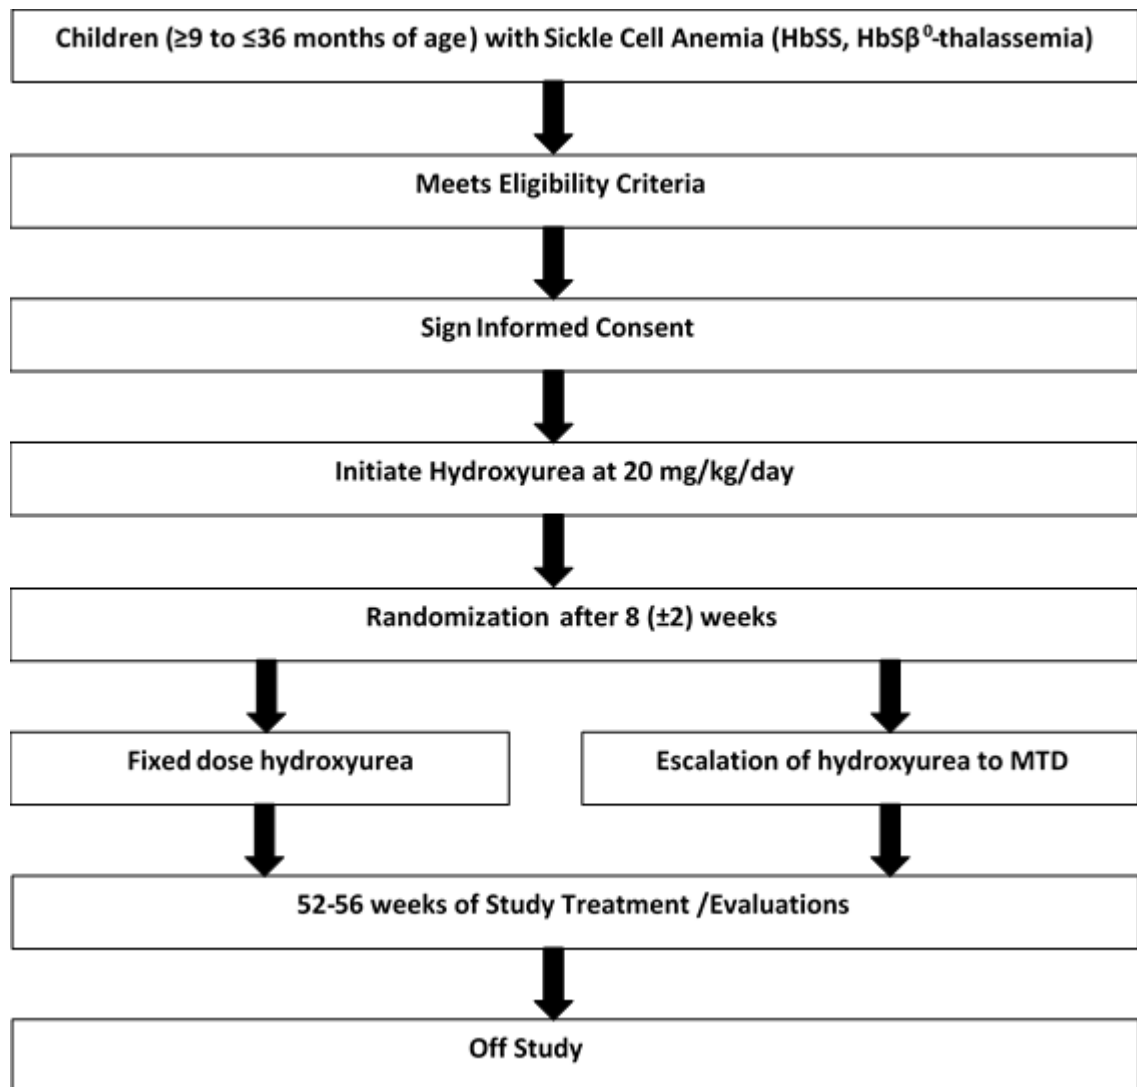 Children (≥9 to ≤36 months of age) with Sickle Cell Anemia (HbSS, HbSβ⁰-thalassemia)
Meets Eligibility Criteria
Sign Informed Consent
Initiate Hydroxyurea at 20 mg/kg/day
Randomization after 8 (±2) weeks
Fixed dose hydroxyurea
Escalation of hydroxyurea to MTD
52-56 weeks of Study Treatment /Evaluations
Off Study